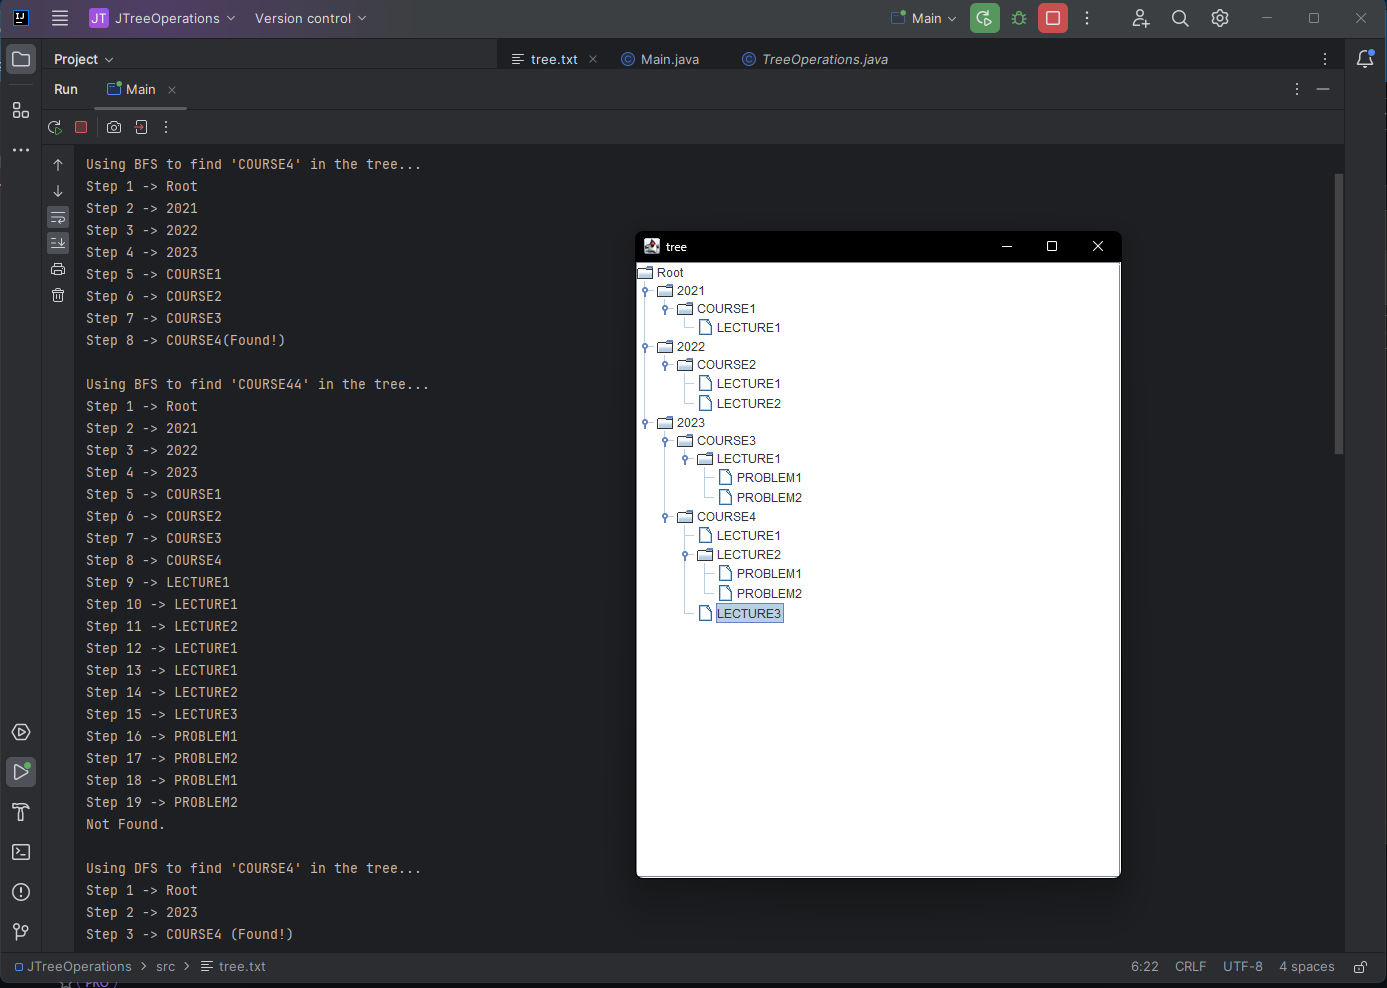 JT JTreeOperations Version control Main
Project tree.txt Main.java TreeOperations.java
Run Main
Using BFS to find 'COURSE4' in the tree...
Step 1 -> Root
Step 2 -> 2021
Step 3 -> 2022
Step 4 -> 2023
Step 5 -> COURSE1
Step 6 -> COURSE2
Step 7 -> COURSE3
Step 8 -> COURSE4(Found!)
Using BFS to find 'COURSE44' in the tree...
Step 1 -> Root
Step 2 -> 2021
Step 3 -> 2022
Step 4 -> 2023
Step 5 -> COURSE1
Step 6 -> COURSE2
Step 7 -> COURSE3
Step 8 -> COURSE4
Step 9 -> LECTURE1
Step 10 -> LECTURE1
Step 11 -> LECTURE2
Step 12 -> LECTURE1
Step 13 -> LECTURE1
Step 14 -> LECTURE2
Step 15 -> LECTURE3
Step 16 -> PROBLEM1
Step 17 -> PROBLEM2
Step 18 -> PROBLEM1
Step 19 -> PROBLEM2
Not Found.
Using DFS to find 'COURSE4' in the tree...
Step 1 -> Root
Step 2 -> 2023
Step 3 -> COURSE4 (Found!)
tree
Root
2021
COURSE1
LECTURE1
2022
COURSE2
LECTURE1
LECTURE2
2023
COURSE3
LECTURE1
PROBLEM1
PROBLEM2
COURSE4
LECTURE1
LECTURE2
PROBLEM1
PROBLEM2
LECTURE3
JTreeOperations > src > tree.txt 6:22 CRLF UTF-8 4 spaces